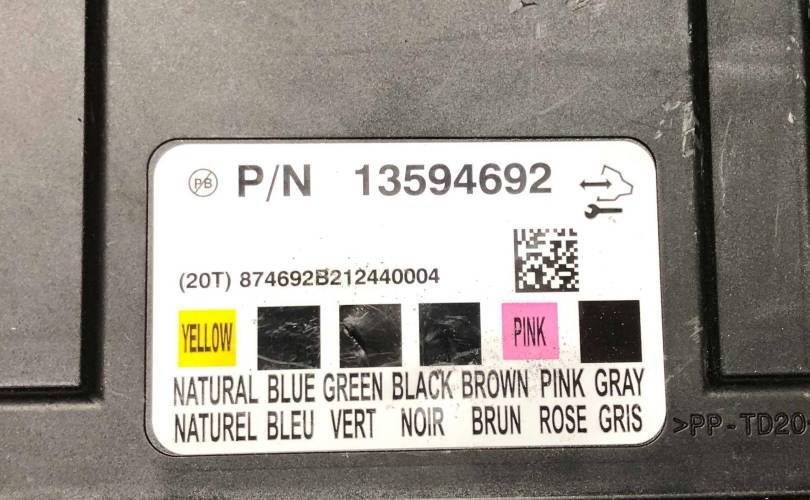 PB P/N 13594692
(20T) 874692B212440004
YELLOW PINK
NATURAL BLUE GREEN BLACK BROWN PINK GRAY
NATUREL BLEU VERT NOIR BRUN ROSE GRIS
>PP-TD20